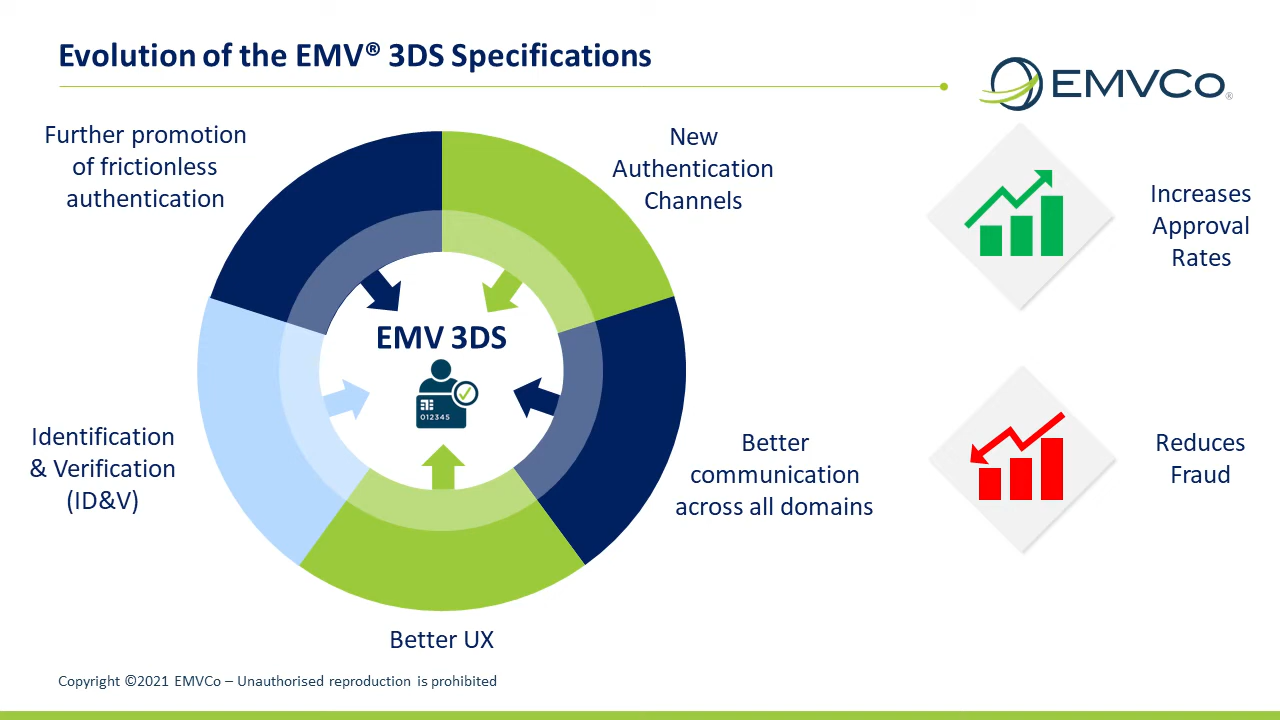 Evolution of the EMV® 3DS Specifications
EMVCo®
Further promotion
of frictionless
authentication
New
Authentication
Channels
Increases
Approval
Rates
EMV 3DS
012345
Identification
& Verification
(ID&V)
Better
communication
across all domains
Reduces
Fraud
Better UX
Copyright ©2021 EMVCo – Unauthorised reproduction is prohibited